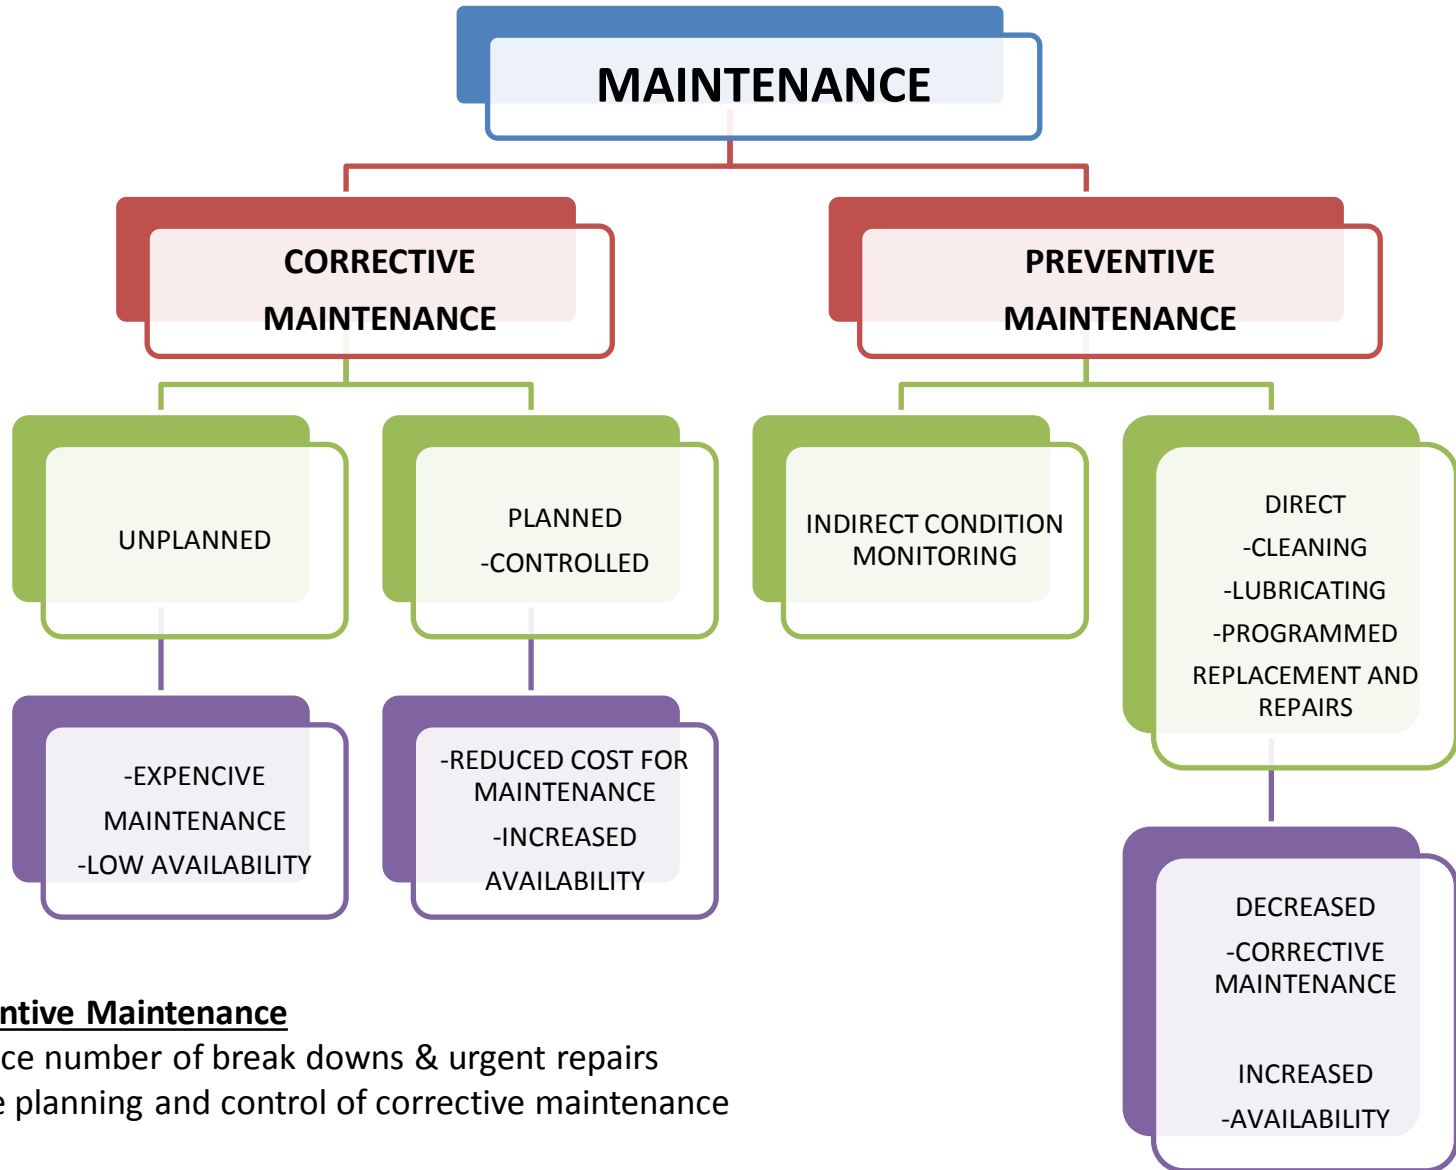 MAINTENANCE
CORRECTIVE
MAINTENANCE
PREVENTIVE
MAINTENANCE
UNPLANNED
PLANNED
-CONTROLLED
INDIRECT CONDITION
MONITORING
DIRECT
-CLEANING
-LUBRICATING
-PROGRAMMED
REPLACEMENT AND
REPAIRS
-EXPENCIVE
MAINTENANCE
-LOW AVAILABILITY
-REDUCED COST FOR
MAINTENANCE
-INCREASED
AVAILABILITY
DECREASED
-CORRECTIVE
MAINTENANCE
INCREASED
-AVAILABILITY
ntive Maintenance
ce number of break downs & urgent repairs
e planning and control of corrective maintenance